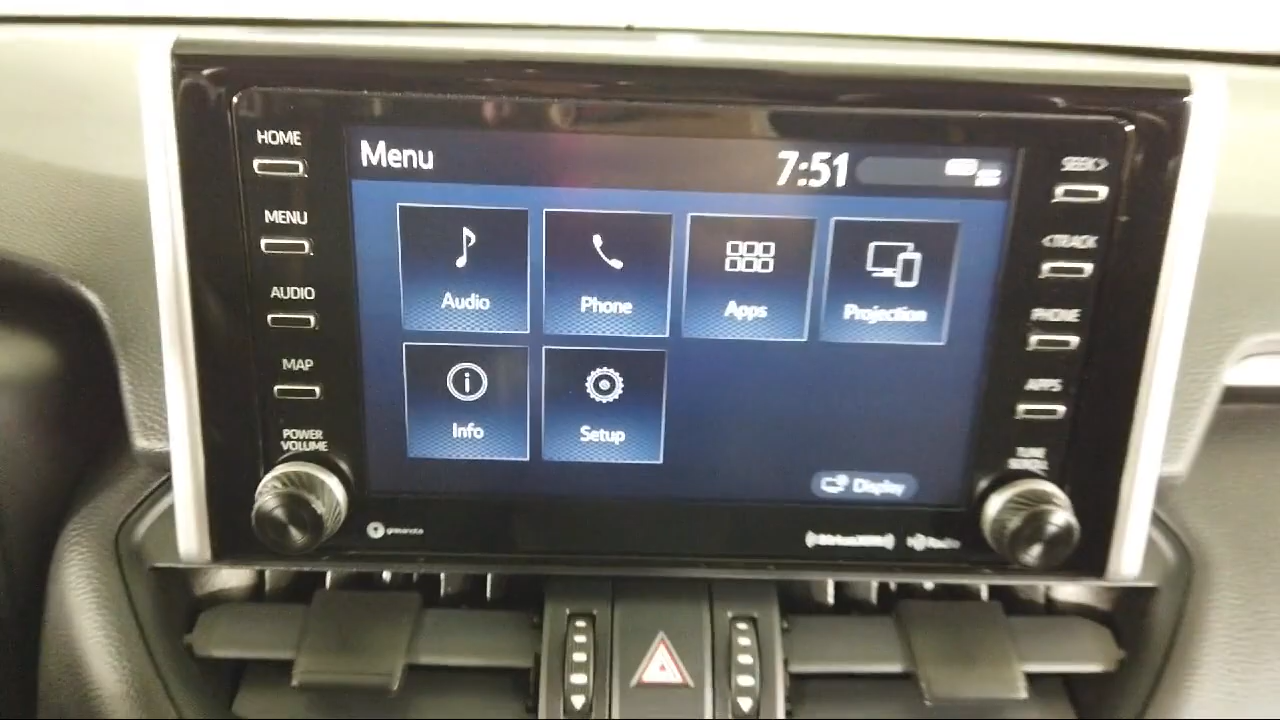 HOME
MENU
AUDIO
MAP
POWER
VOLUME
Menu
7:51
Audio
Phone
Apps
Projection
Info
Setup
Display
SEEK>
<TRACK
PHONE
APPS
TUNE
SCROLL